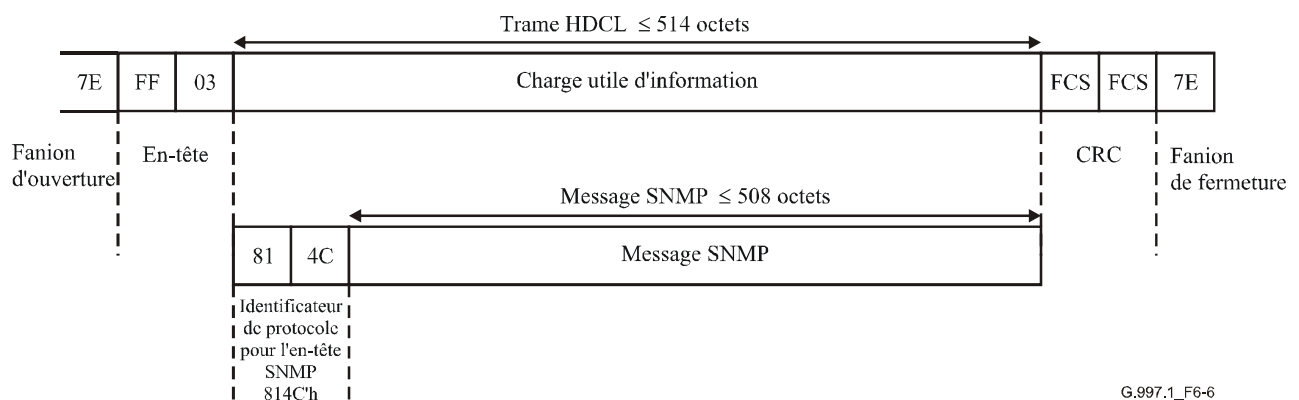 Trame HDCL ≤ 514 octets
7E FF 03 Charge utile d'information FCS FCS 7E
Fanion
d'ouverture
En-tête
CRC
Fanion
de fermeture
Message SNMP ≤ 508 octets
81 4C Message SNMP
Identificateur
de protocole
pour l'en-tête
SNMP
814C'h
G.997.1_F6-6